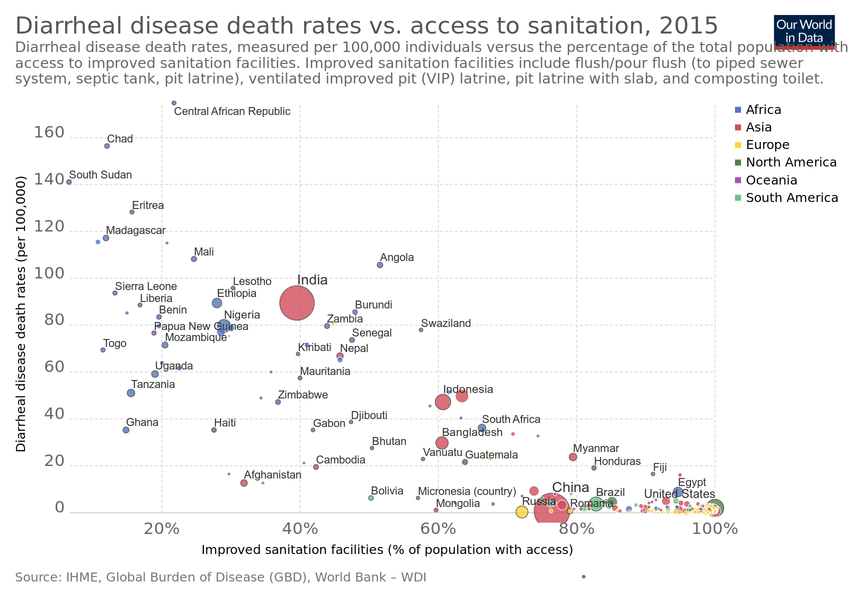 Diarrheal disease death rates vs. access to sanitation, 2015
Our World
in Data
Diarrheal disease death rates, measured per 100,000 individuals versus the percentage of the total population with
access to improved sanitation facilities. Improved sanitation facilities include flush/pour flush (to piped sewer
system, septic tank, pit latrine), ventilated improved pit (VIP) latrine, pit latrine with slab, and composting toilet.
Central African Republic
Africa
Asia
Europe
North America
Oceania
South America
160
Chad
140
South Sudan
Eritrea
120
Madagascar
Mali
Angola
100
Sierra Leone
Lesotho
India
Liberia
Ethiopia
Benin
Burundi
80
Papua New Guinea
Nigeria
Zambia
Swaziland
Mozambique
Senegal
Togo
Kiribati
Nepal
60
Uganda
Mauritania
Tanzania
Zimbabwe
Indonesia
40
Ghana
Haiti
Gabon
Djibouti
South Africa
Bhutan
Bangladesh
Vanuatu
Guatemala
Myanmar
20
Afghanistan
Cambodia
Honduras
Fiji
Bolivia
Micronesia (country)
China
Brazil
Egypt
United States
Mongolia
Russia
Romania
0
20%
40%
60%
80%
100%
Diarrheal disease death rates (per 100,000)
Improved sanitation facilities (% of population with access)
Source: IHME, Global Burden of Disease (GBD), World Bank – WDI